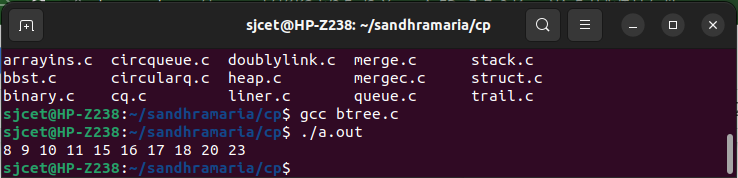 sjcet@HP-Z238: ~/sandhramaria/cp
arrayins.c circqueue.c doublylink.c merge.c stack.c
bbst.c circularq.c heap.c mergec.c struct.c
binary.c cq.c liner.c queue.c trail.c
sjcet@HP-Z238:~/sandhramaria/cp$ gcc btree.c
sjcet@HP-Z238:~/sandhramaria/cp$ ./a.out
8 9 10 11 15 16 17 18 20 23
sjcet@HP-Z238:~/sandhramaria/cp$